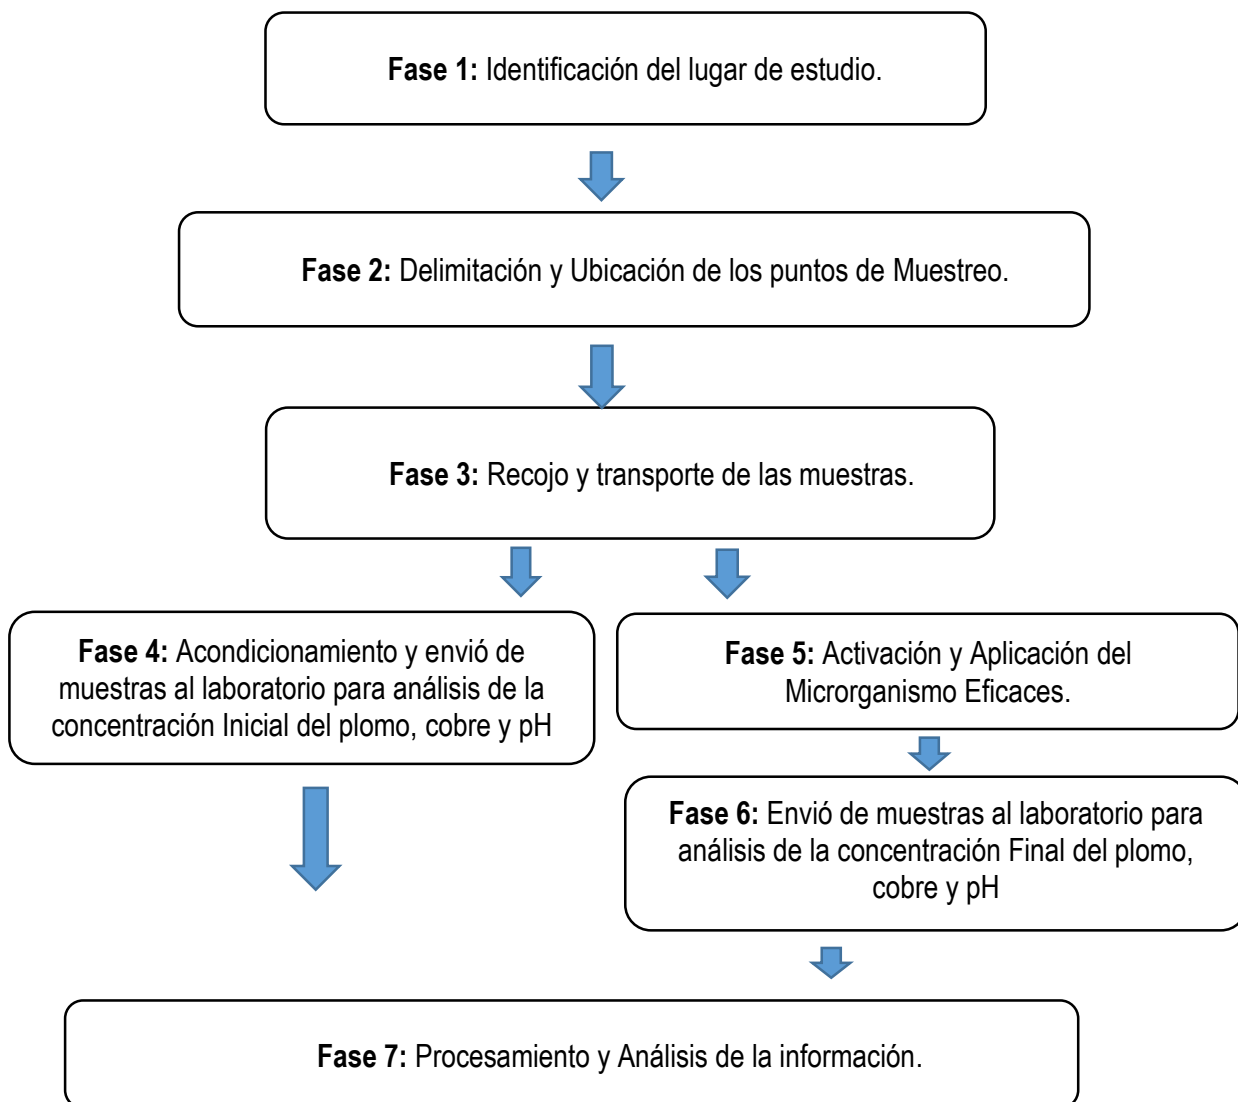 Fase 1: Identificación del lugar de estudio.
Fase 2: Delimitación y Ubicación de los puntos de Muestreo.
Fase 3: Recojo y transporte de las muestras.
Fase 4: Acondicionamiento y envió de
muestras al laboratorio para análisis de la
concentración Inicial del plomo, cobre y pH
Fase 5: Activación y Aplicación del
Microrganismo Eficaces.
Fase 6: Envió de muestras al laboratorio para
análisis de la concentración Final del plomo,
cobre y pH
Fase 7: Procesamiento y Análisis de la información.